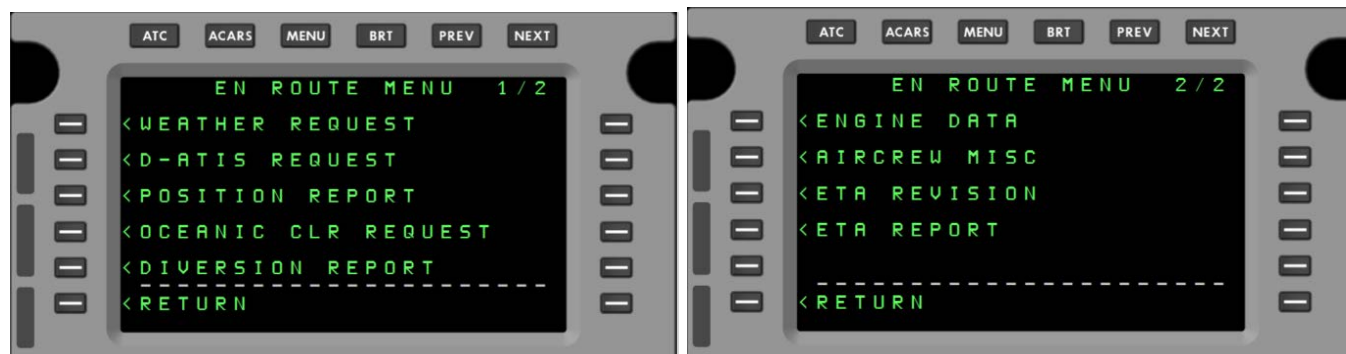 ATC ACARS MENU BRT PREV NEXT
EN ROUTE MENU 1/2
<WEATHER REQUEST
<D-ATIS REQUEST
<POSITION REPORT
<OCEANIC CLR REQUEST
<DIVERSION REPORT
<RETURN
ATC ACARS MENU BRT PREV NEXT
EN ROUTE MENU 2/2
<ENGINE DATA
<AIRCREW MISC
<ETA REVISION
<ETA REPORT
<RETURN